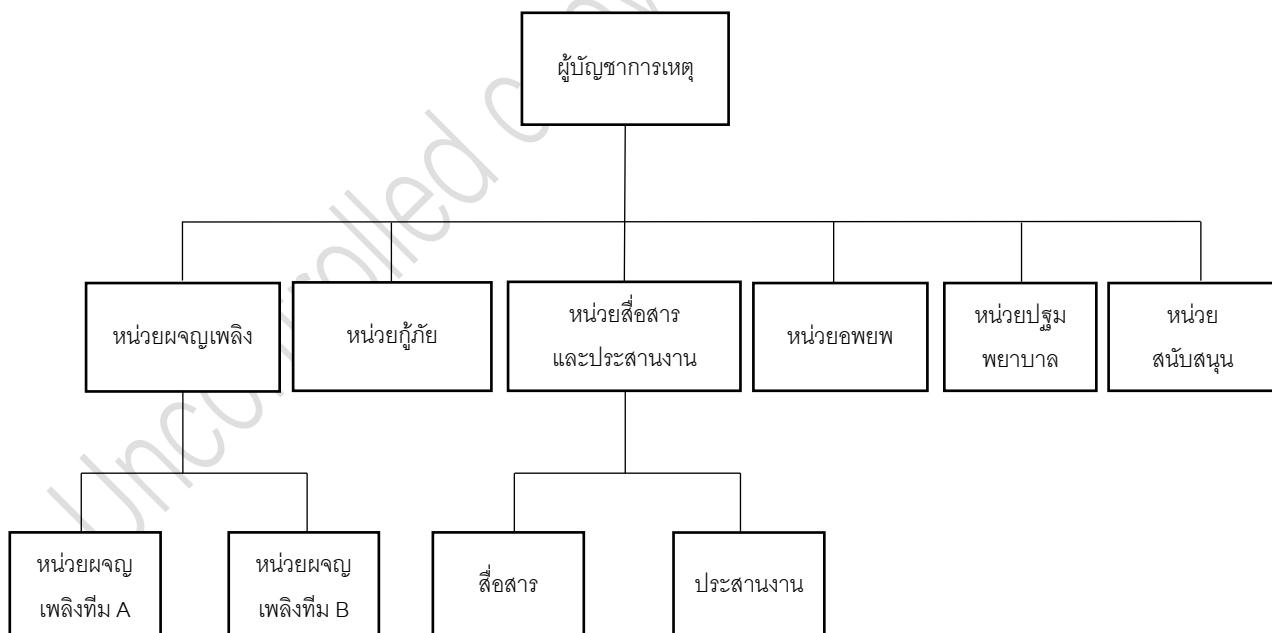 ผู้บัญชาการเหตุ
หน่วยผจญเพลิง
หน่วยกู้ภัย
หน่วยสื่อสาร
และประสานงาน
หน่วยอพยพ
หน่วยปฐม
พยาบาล
หน่วย
สนับสนุน
หน่วยผจญ
เพลิงทีม A
หน่วยผจญ
เพลิงทีม B
สื่อสาร
ประสานงาน
Uncontrolled